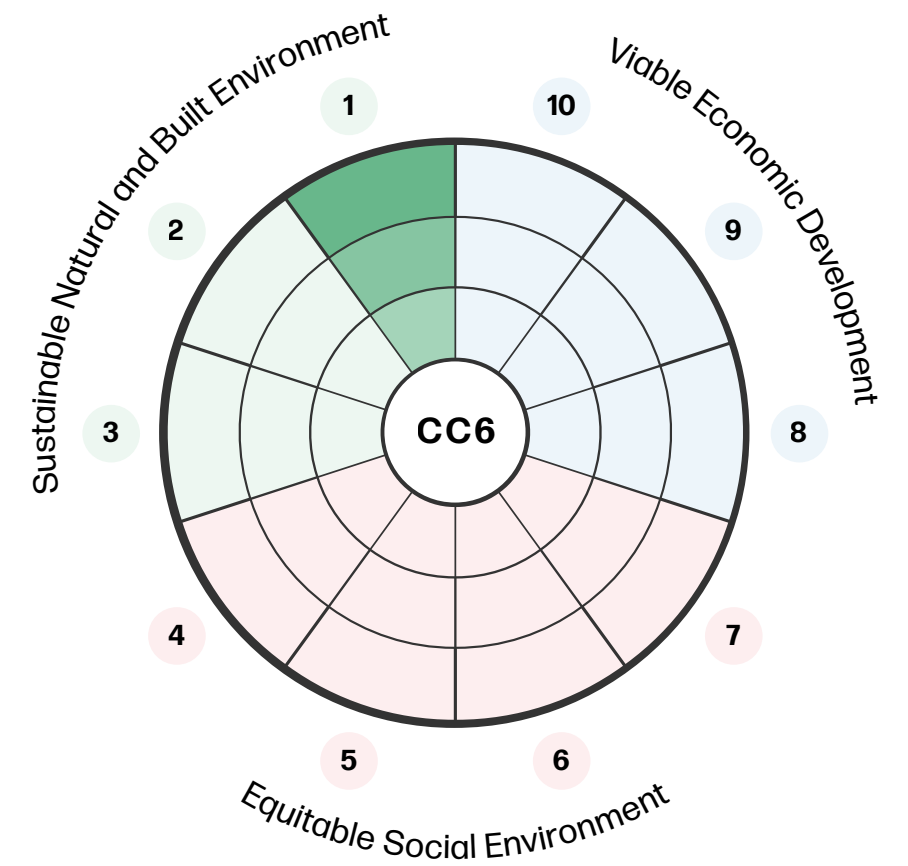 Sustainable Natural and Built Environment
Viable Economic Development
1
10
2
9
3
CC6
8
4
7
5
6
Equitable Social Environment